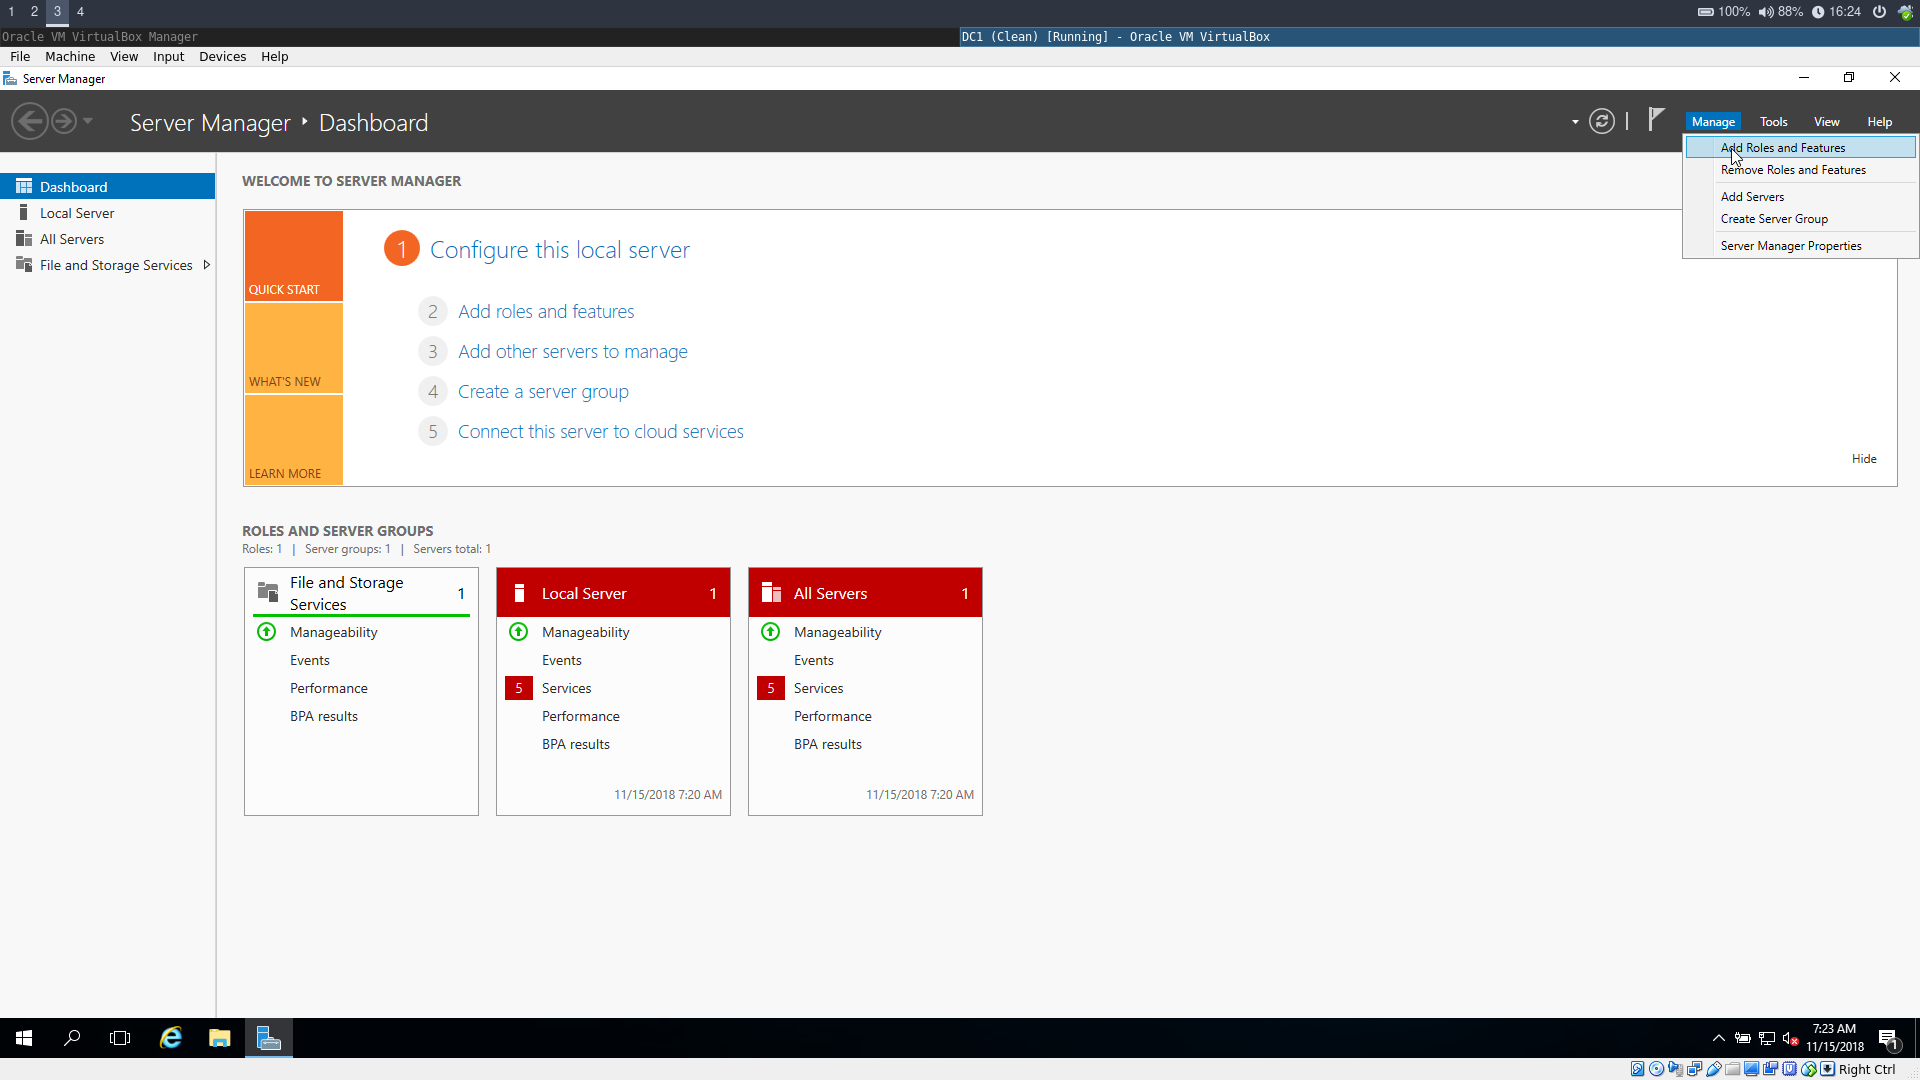 1 2 3 4
100% 88% 16:24
Oracle VM VirtualBox Manager
DC1 (Clean) [Running] - Oracle VM VirtualBox
File Machine View Input Devices Help
Server Manager
Server Manager Dashboard
Manage Tools View Help
Add Roles and Features
Remove Roles and Features
Add Servers
Create Server Group
Server Manager Properties
Dashboard
Local Server
All Servers
File and Storage Services
WELCOME TO SERVER MANAGER
QUICK START
WHAT'S NEW
LEARN MORE
1 Configure this local server
2 Add roles and features
3 Add other servers to manage
4 Create a server group
5 Connect this server to cloud services
Hide
ROLES AND SERVER GROUPS
Roles: 1 | Server groups: 1 | Servers total: 1
File and Storage
Services
1
Manageability
Events
Performance
BPA results
Local Server 1
Manageability
Events
5 Services
Performance
BPA results
11/15/2018 7:20 AM
All Servers 1
Manageability
Events
5 Services
Performance
BPA results
11/15/2018 7:20 AM
7:23 AM
11/15/2018
1
Right Ctrl